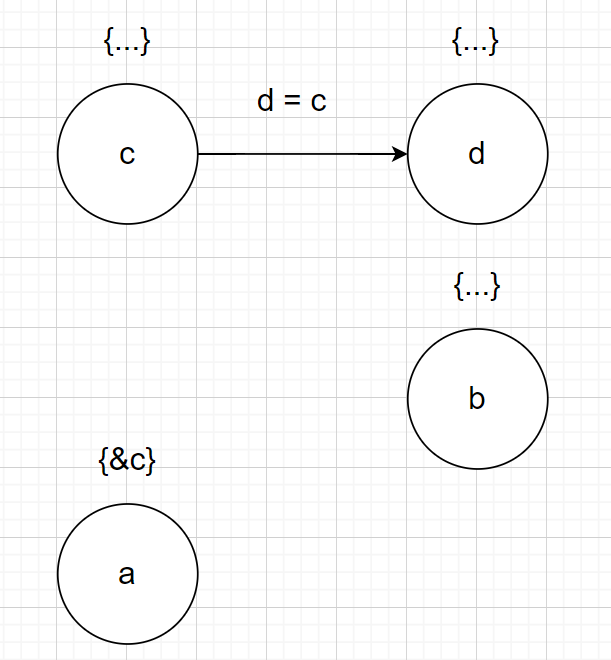 {...}
{...}
d = c
c
d
{...}
b
{&c}
a